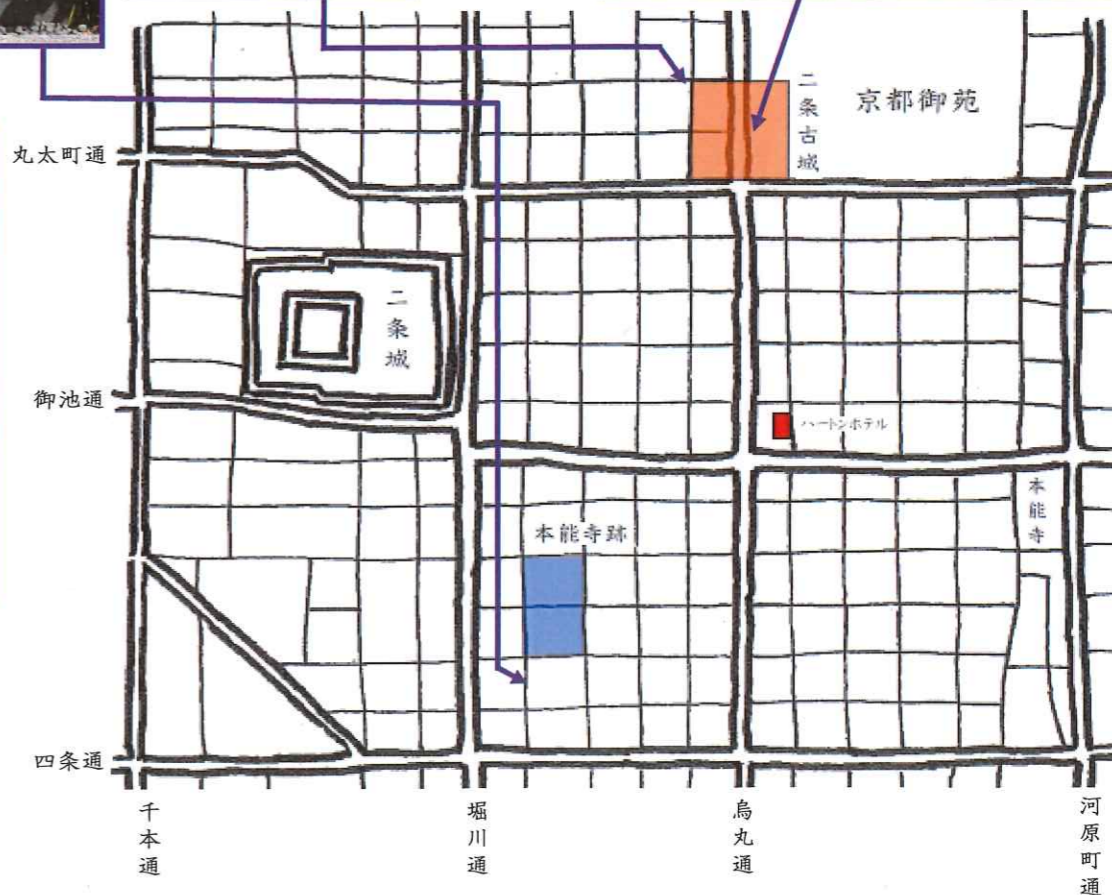 二条古城
京都御苑
丸太町通
二条城
御池通
ハートンホテル
本能寺
本能寺跡
四条通
千本通
堀川通
烏丸通
河原町通